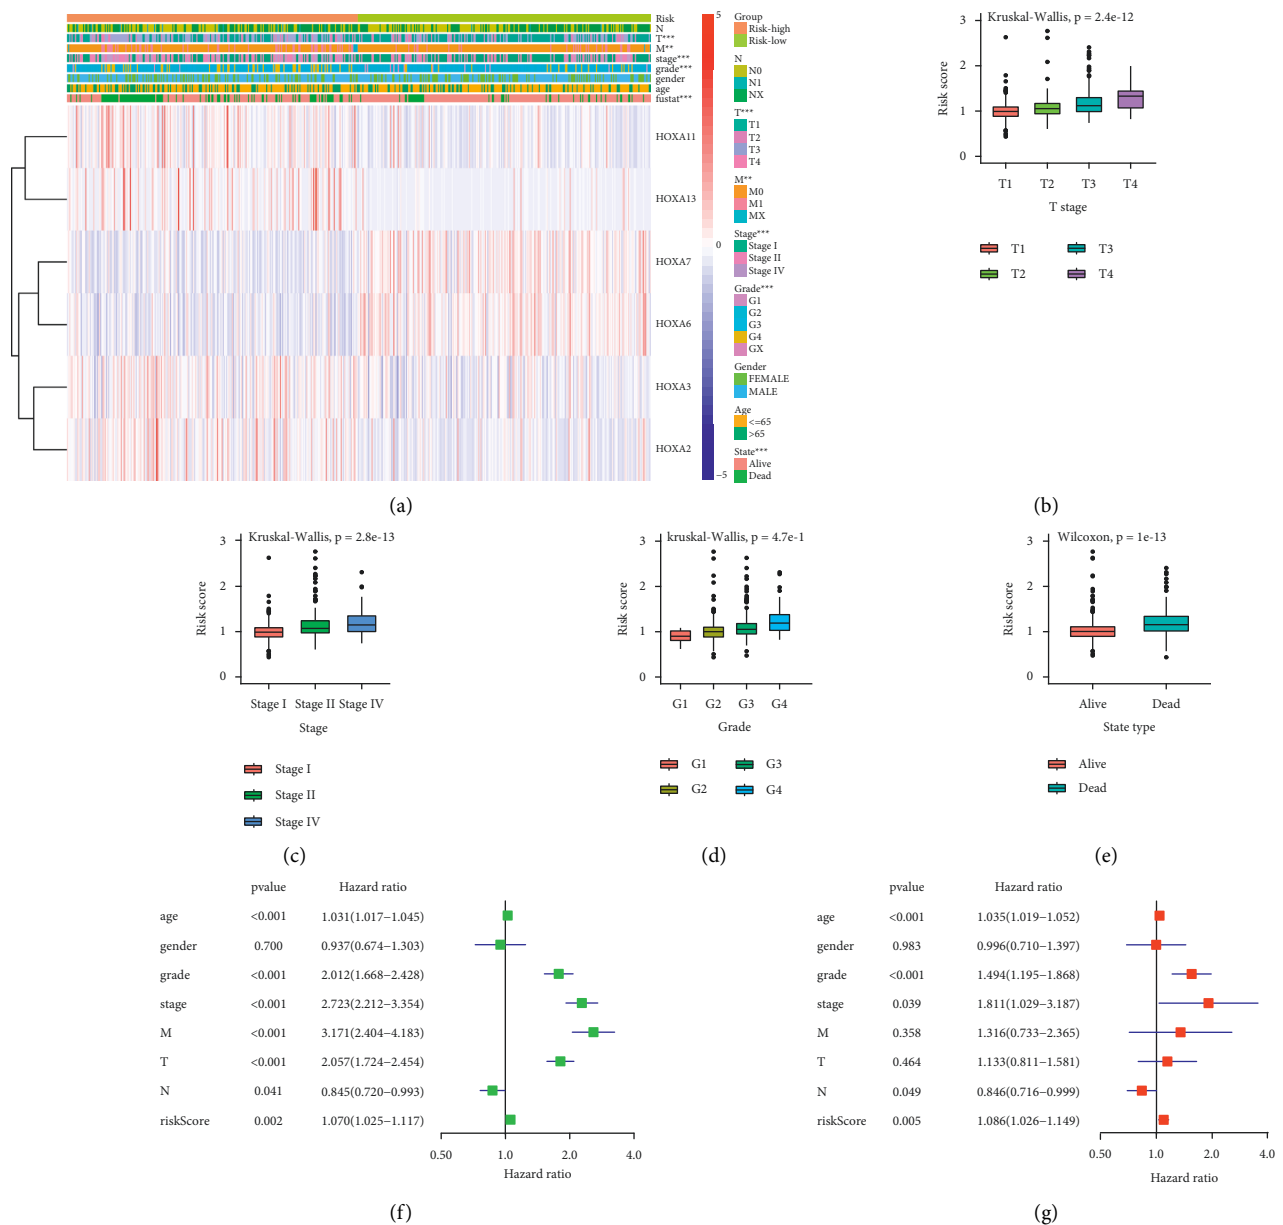 Risk
N
T***
M**
stage***
grade***
gender
age
fustat***
HOXA11
HOXA13
HOXA7
HOXA6
HOXA3
HOXA2
5
0
−5
Group
Risk-high
Risk-low
N
N0
N1
NX
T***
T1
T2
T3
T4
M**
M0
M1
MX
Stage***
Stage I
Stage II
Stage IV
Grade***
G1
G2
G3
G4
GX
Gender
FEMALE
MALE
Age
<=65
>65
State***
Alive
Dead
(a)
Kruskal-Wallis, p = 2.4e-12
Risk score
3
2
1
0
T1 T2 T3 T4
T stage
T1 T3
T2 T4
(b)
Kruskal-Wallis, p = 2.8e-13
Risk score
3
2
1
0
Stage I Stage II Stage IV
Stage
Stage I
Stage II
Stage IV
(c)
kruskal-Wallis, p = 4.7e-1
Risk score
3
2
1
0
G1 G2 G3 G4
Grade
G1 G3
G2 G4
(d)
Wilcoxon, p = 1e-13
Risk score
3
2
1
0
Alive Dead
State type
Alive
Dead
(e)
pvalue Hazard ratio
age <0.001 1.031(1.017−1.045)
gender 0.700 0.937(0.674−1.303)
grade <0.001 2.012(1.668−2.428)
stage <0.001 2.723(2.212−3.354)
M <0.001 3.171(2.404−4.183)
T <0.001 2.057(1.724−2.454)
N 0.041 0.845(0.720−0.993)
riskScore 0.002 1.070(1.025−1.117)
0.50 1.0 2.0 4.0
Hazard ratio
(f)
pvalue Hazard ratio
age <0.001 1.035(1.019−1.052)
gender 0.983 0.996(0.710−1.397)
grade <0.001 1.494(1.195−1.868)
stage 0.039 1.811(1.029−3.187)
M 0.358 1.316(0.733−2.365)
T 0.464 1.133(0.811−1.581)
N 0.049 0.846(0.716−0.999)
riskScore 0.005 1.086(1.026−1.149)
0.50 1.0 2.0 4.0
Hazard ratio
(g)